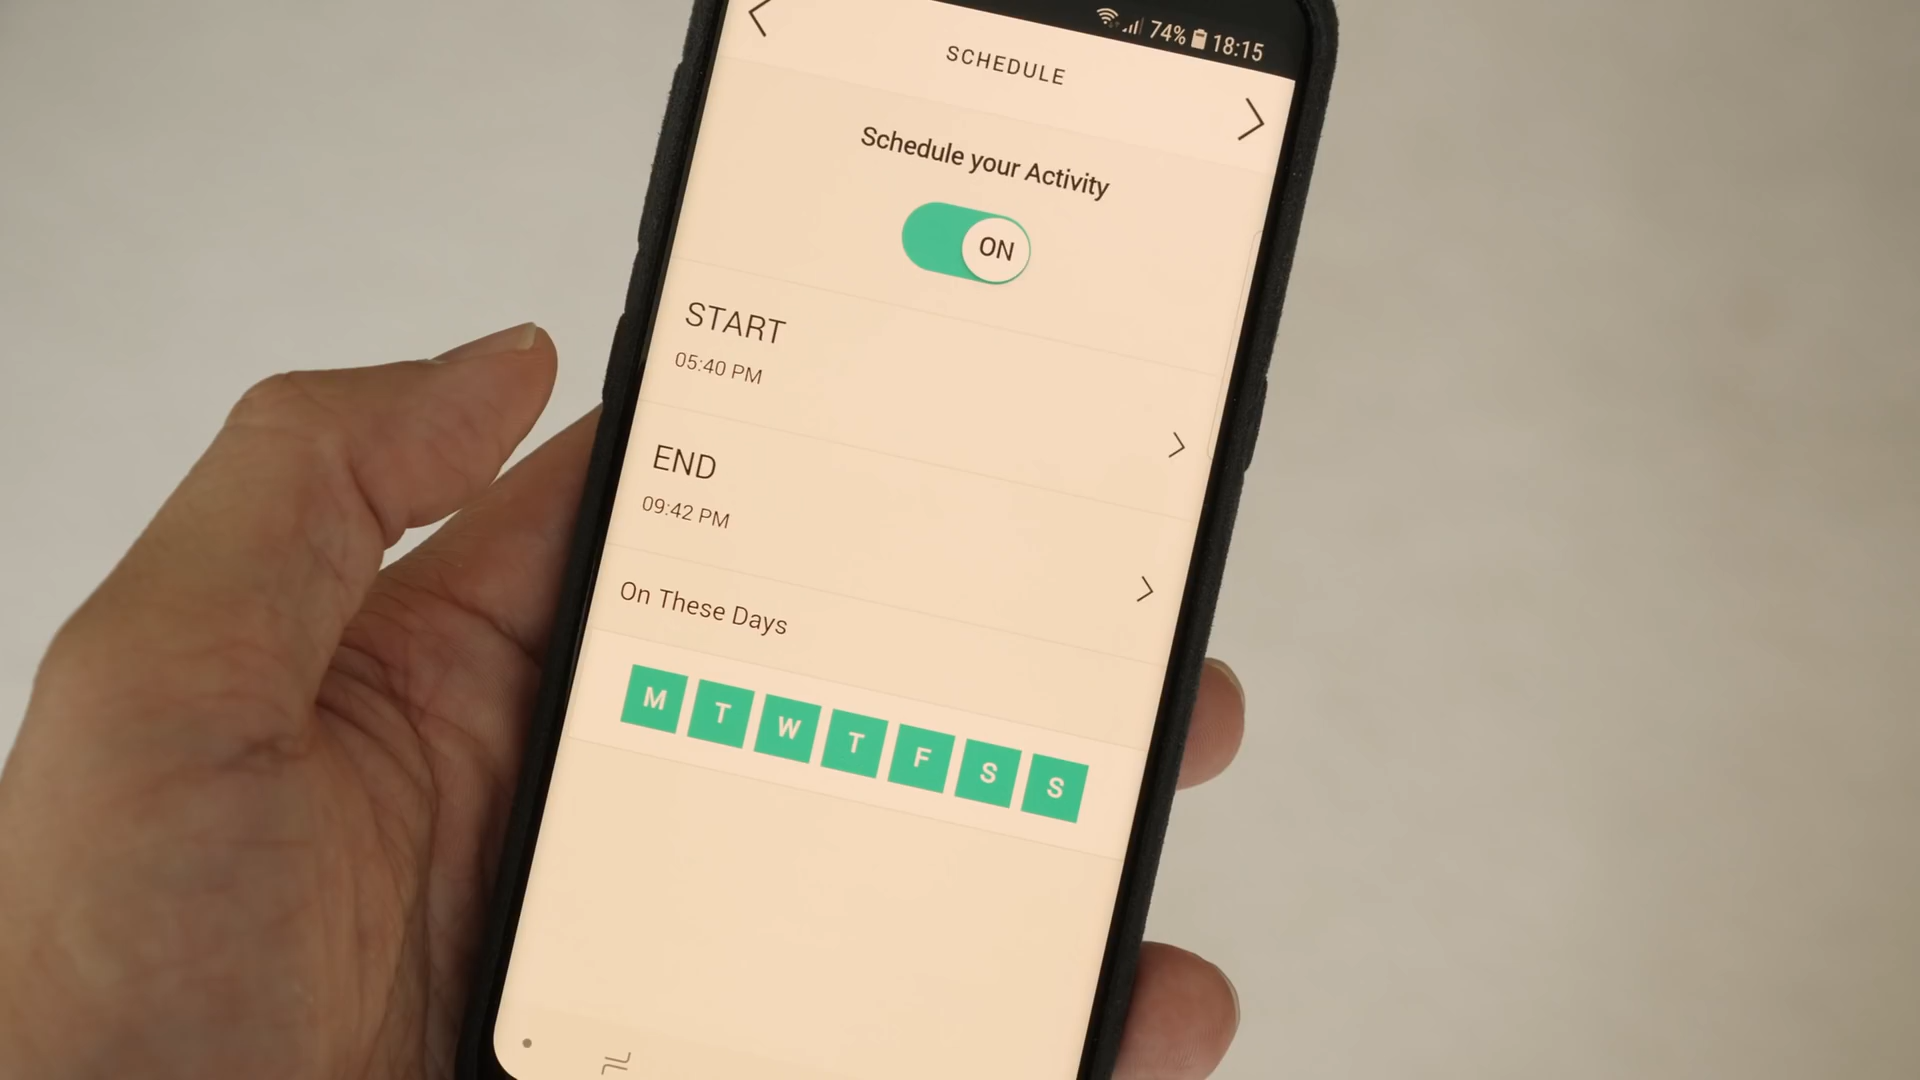 74% 18:15
SCHEDULE
Schedule your Activity
ON
START
05:40 PM
END
09:42 PM
On These Days
M T W T F S S